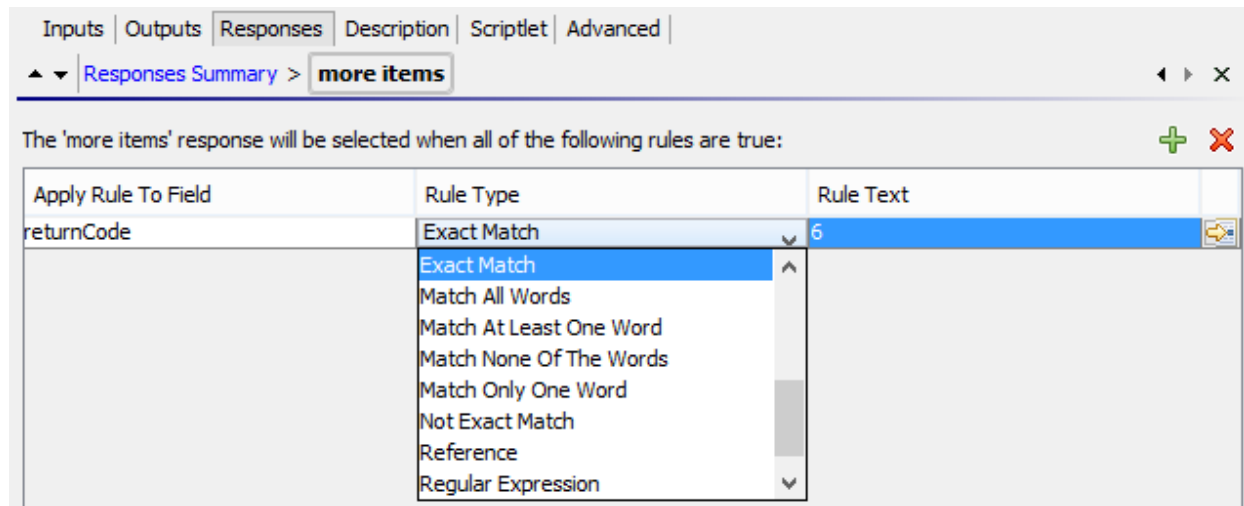 Inputs Outputs Responses Description Scriptlet Advanced
Responses Summary > more items
The 'more items' response will be selected when all of the following rules are true:
Apply Rule To Field Rule Type Rule Text
returnCode Exact Match 6
Exact Match
Match All Words
Match At Least One Word
Match None Of The Words
Match Only One Word
Not Exact Match
Reference
Regular Expression